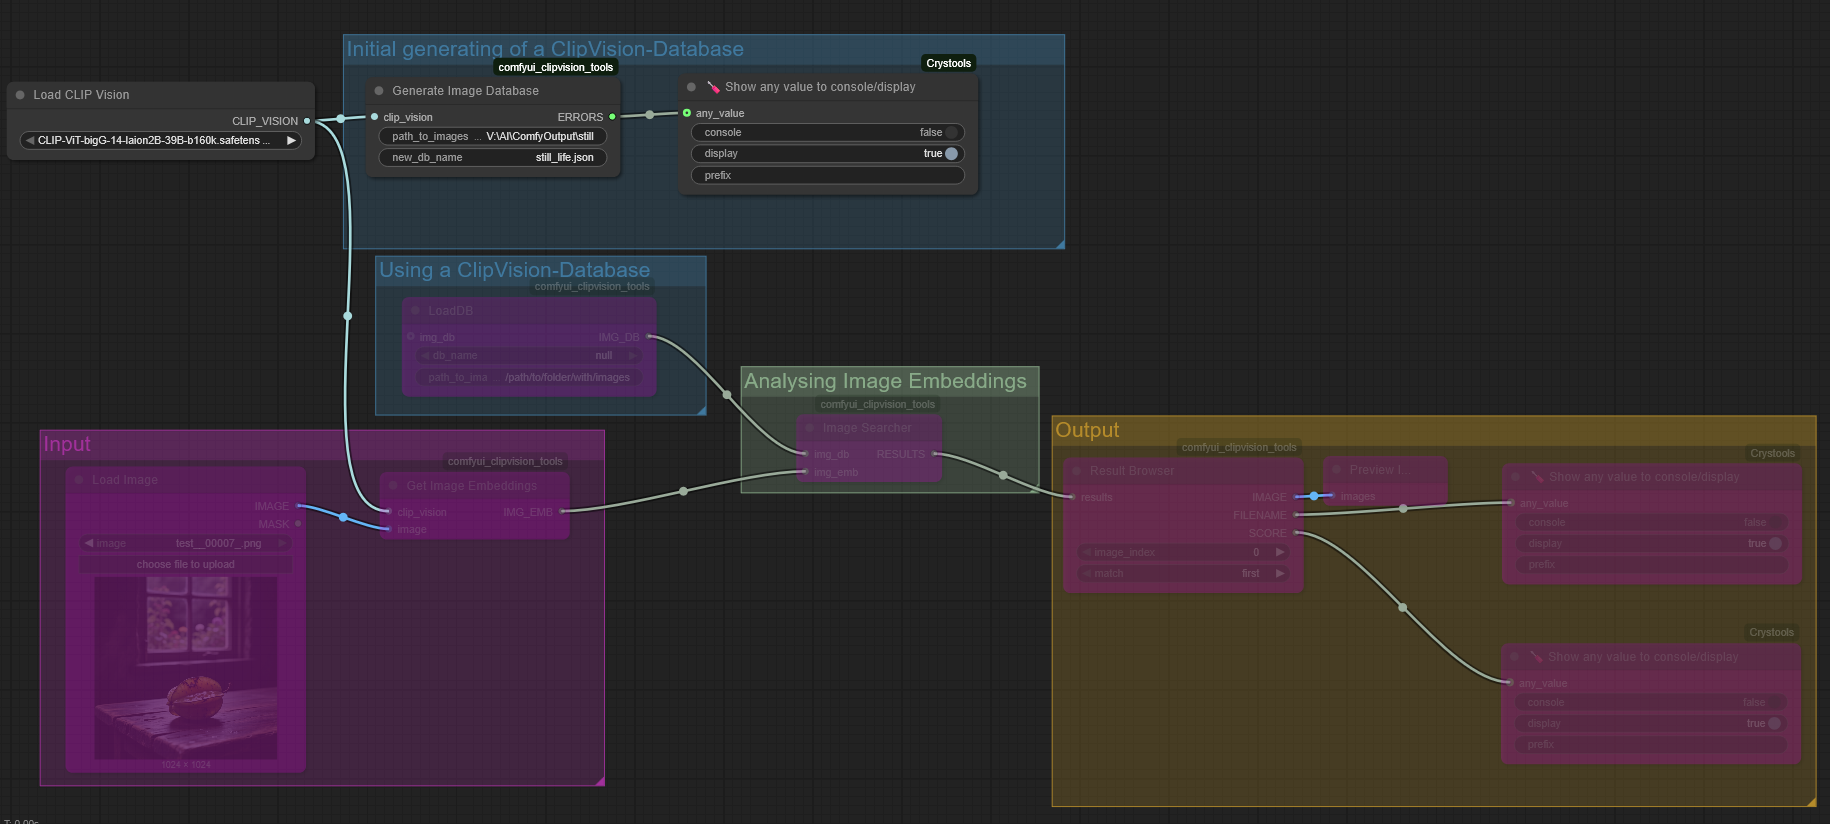 Initial generating of a ClipVision-Database
comfyui_clipvision_tools
Crystools
Load CLIP Vision
CLIP_VISION
CLIP-ViT-bigG-14-laion2B-39B-b160k.safetens ...
Generate Image Database
clip_vision ERRORS
path_to_images ... V:\AI\ComfyOutput\still
new_db_name still_life.json
Show any value to console/display
any_value
console false
display true
prefix
Using a ClipVision-Database
comfyui_clipvision_tools
LoadDB
img_db IMG_DB
db_name null
path_to_ima /path/to/folder/with/images
Analysing Image Embeddings
comfyui_clipvision_tools
Image Searcher
img_db RESULTS
img_emb
Input
comfyui_clipvision_tools
Load Image
IMAGE
MASK
image test__00007_.png
choose file to upload
1024 x 1024
Get Image Embeddings
clip_vision IMG_EMB
image
Output
comfyui_clipvision_tools
Result Browser
results IMAGE
FILENAME
SCORE
image_index 0
match first
Preview I...
images
Crystools
Show any value to console/display
any_value
console false
display true
prefix
Crystools
Show any value to console/display
any_value
console false
display true
prefix